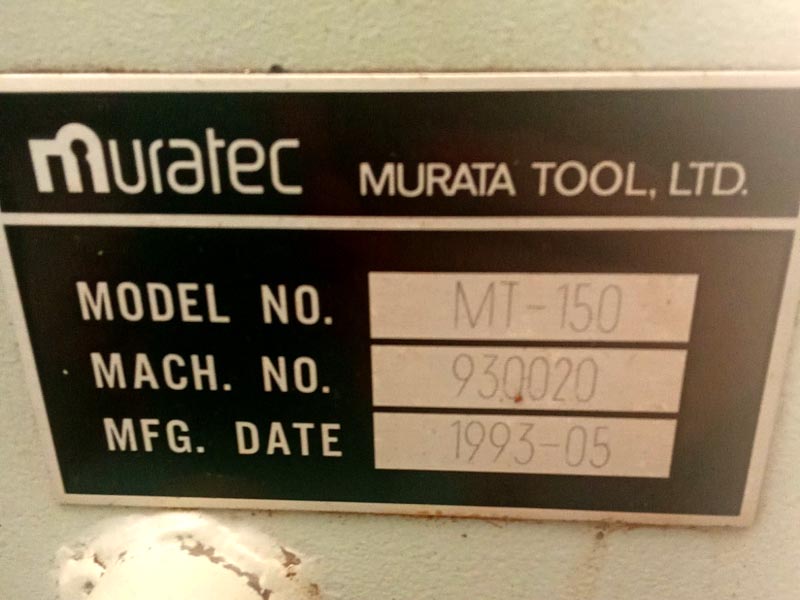 muratec MURATA TOOL, LTD.
MODEL NO. MT-150
MACH. NO. 930020
MFG. DATE 1993-05